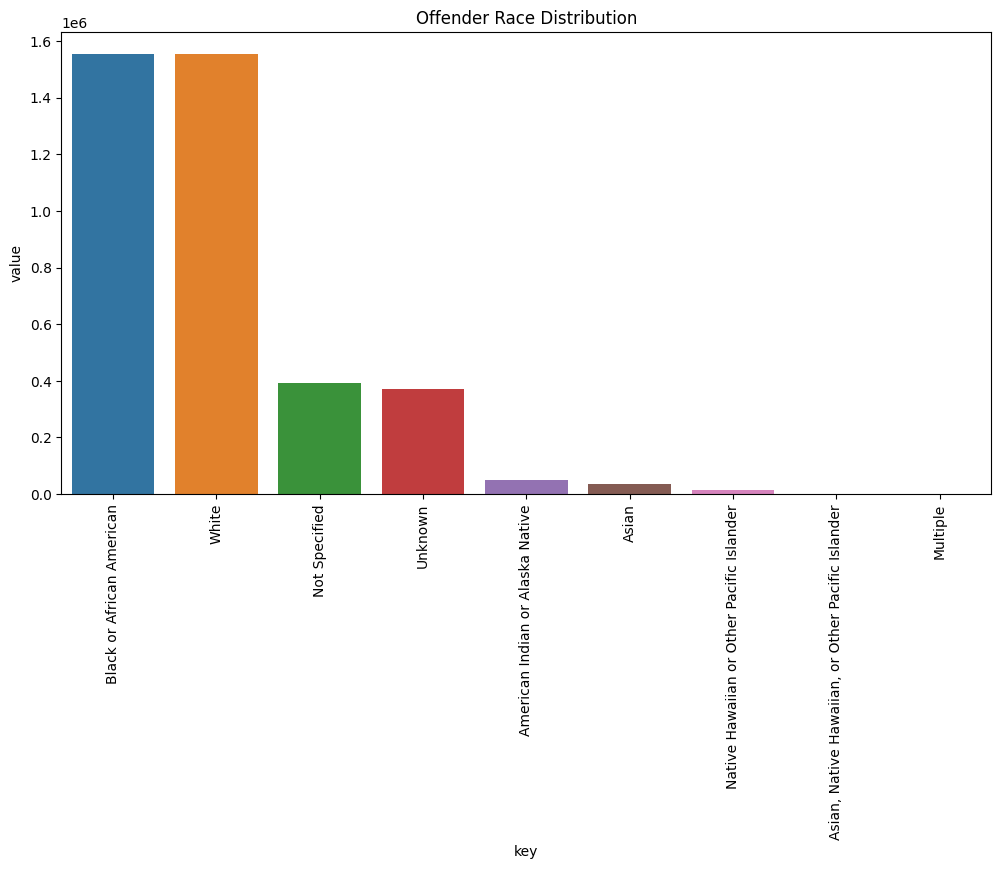 Offender Race Distribution
1e6
1.6
1.4
1.2
1.0
0.8
0.6
0.4
0.2
0.0
value
Black or African American
White
Not Specified
Unknown
American Indian or Alaska Native
Asian
Native Hawaiian or Other Pacific Islander
Asian, Native Hawaiian, or Other Pacific Islander
Multiple
key